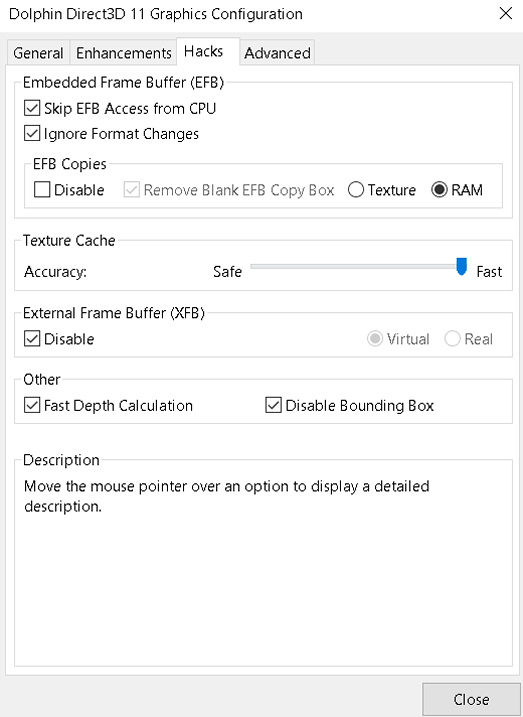 Dolphin Direct3D 11 Graphics Configuration
General Enhancements Hacks Advanced
Embedded Frame Buffer (EFB)
Skip EFB Access from CPU
Ignore Format Changes
EFB Copies
Disable Remove Blank EFB Copy Box Texture RAM
Texture Cache
Accuracy: Safe Fast
External Frame Buffer (XFB)
Disable Virtual Real
Other
Fast Depth Calculation Disable Bounding Box
Description
Move the mouse pointer over an option to display a detailed
description.
Close